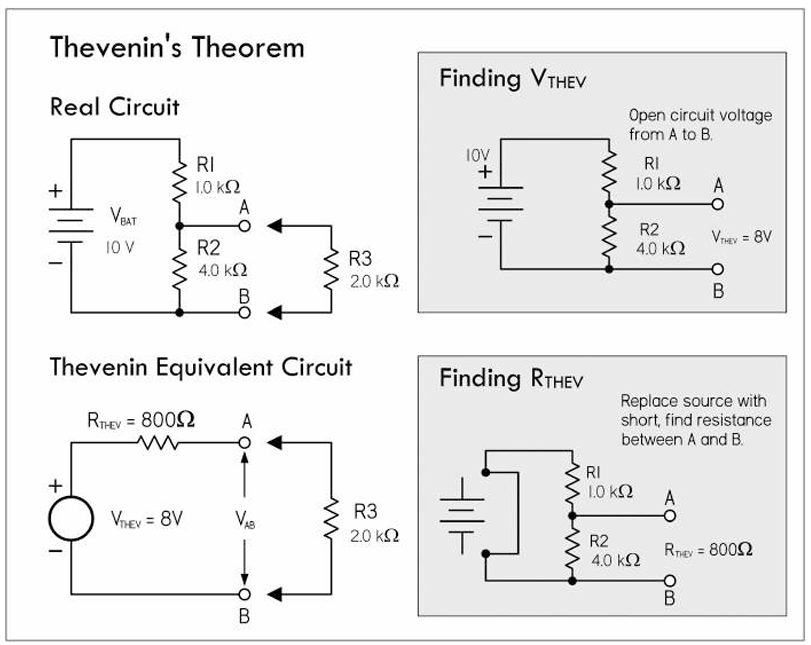 Thevenin's Theorem
Real Circuit
R1
1.0 kΩ
A
+
VBAT
10 V
−
R2
4.0 kΩ
B
R3
2.0 kΩ
Finding VTHEV
Open circuit voltage
from A to B.
10V
+
−
R1
1.0 kΩ
A
R2
4.0 kΩ
VTHEV = 8V
B
Thevenin Equivalent Circuit
RTHEV = 800Ω
A
+
VTHEV = 8V
−
VAB
R3
2.0 kΩ
B
Finding RTHEV
Replace source with
short, find resistance
between A and B.
R1
1.0 kΩ
A
R2
4.0 kΩ
RTHEV = 800Ω
B